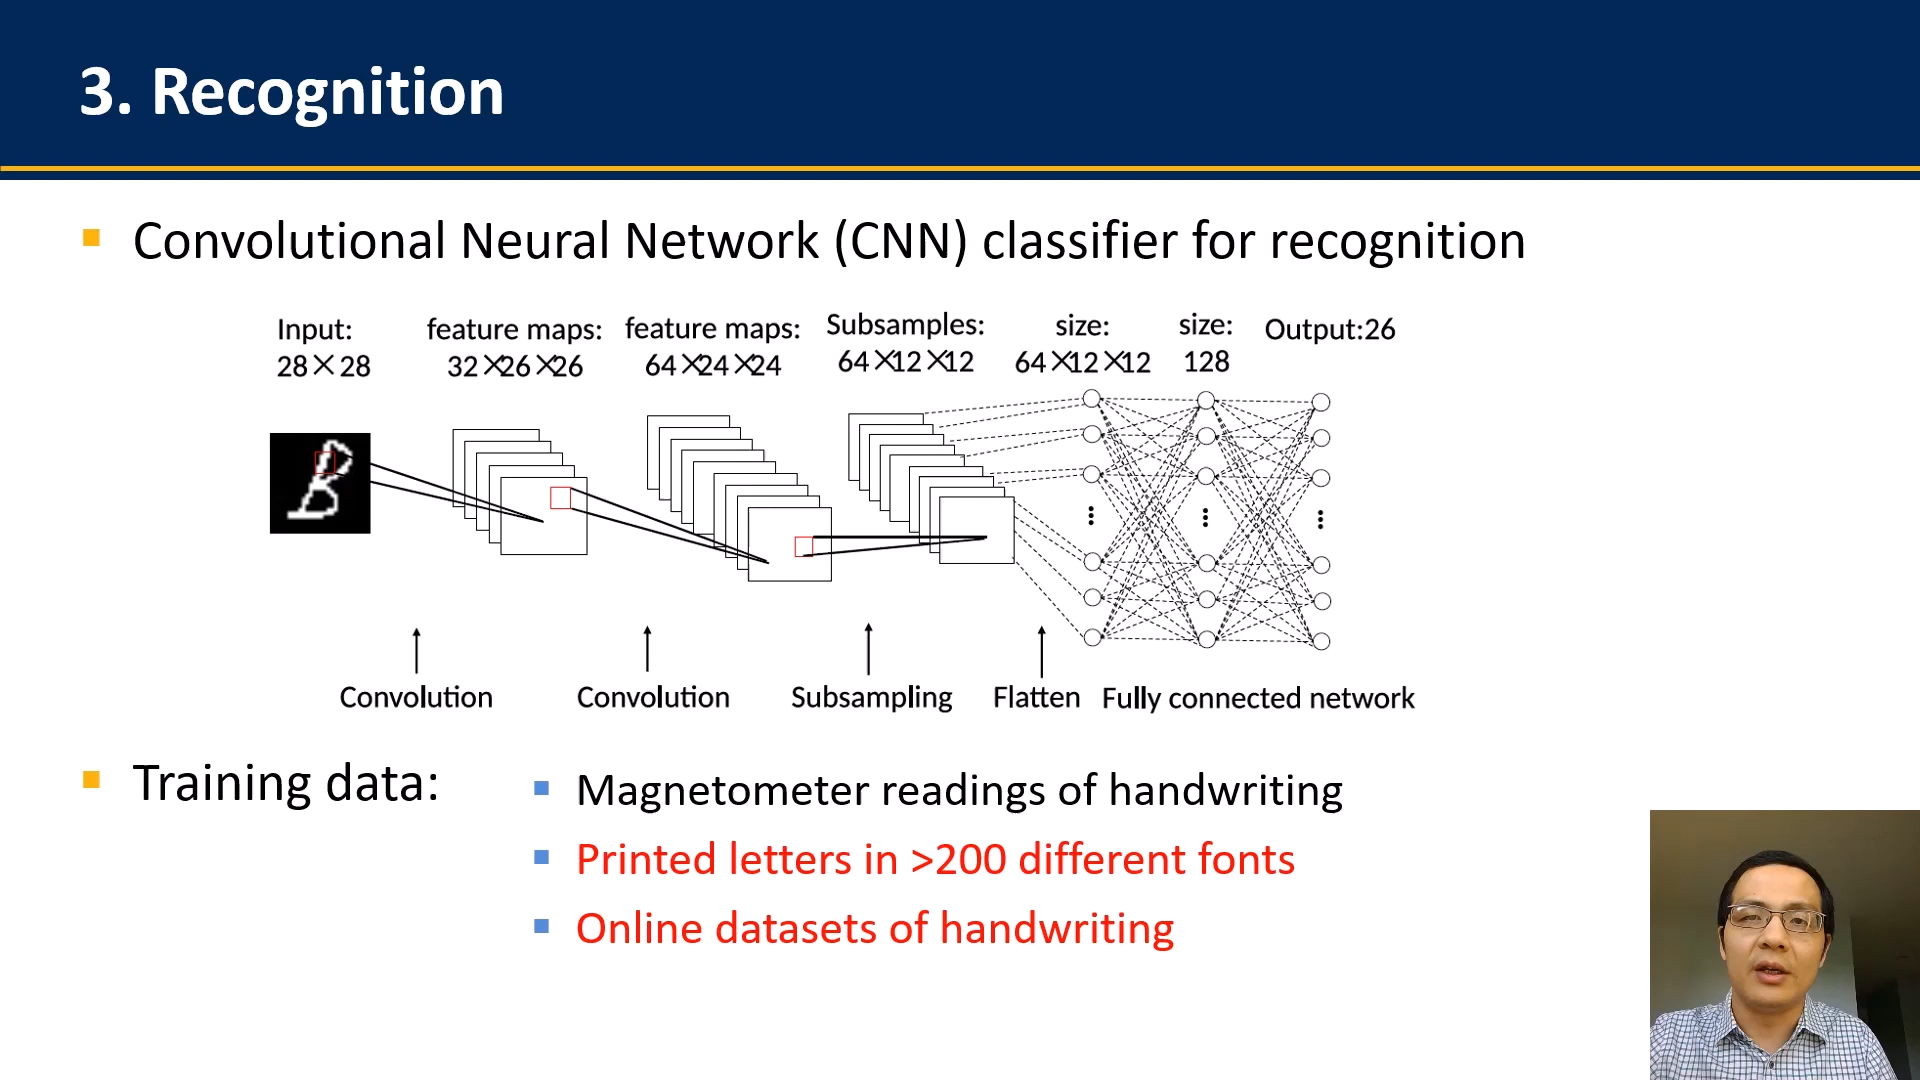 3. Recognition
Convolutional Neural Network (CNN) classifier for recognition
Input:
28×28
feature maps:
32×26×26
feature maps:
64×24×24
Subsamples:
64×12×12
size:
64×12×12
size:
128
Output:26
Convolution
Convolution
Subsampling
Flatten
Fully connected network
Training data:
Magnetometer readings of handwriting
Printed letters in >200 different fonts
Online datasets of handwriting